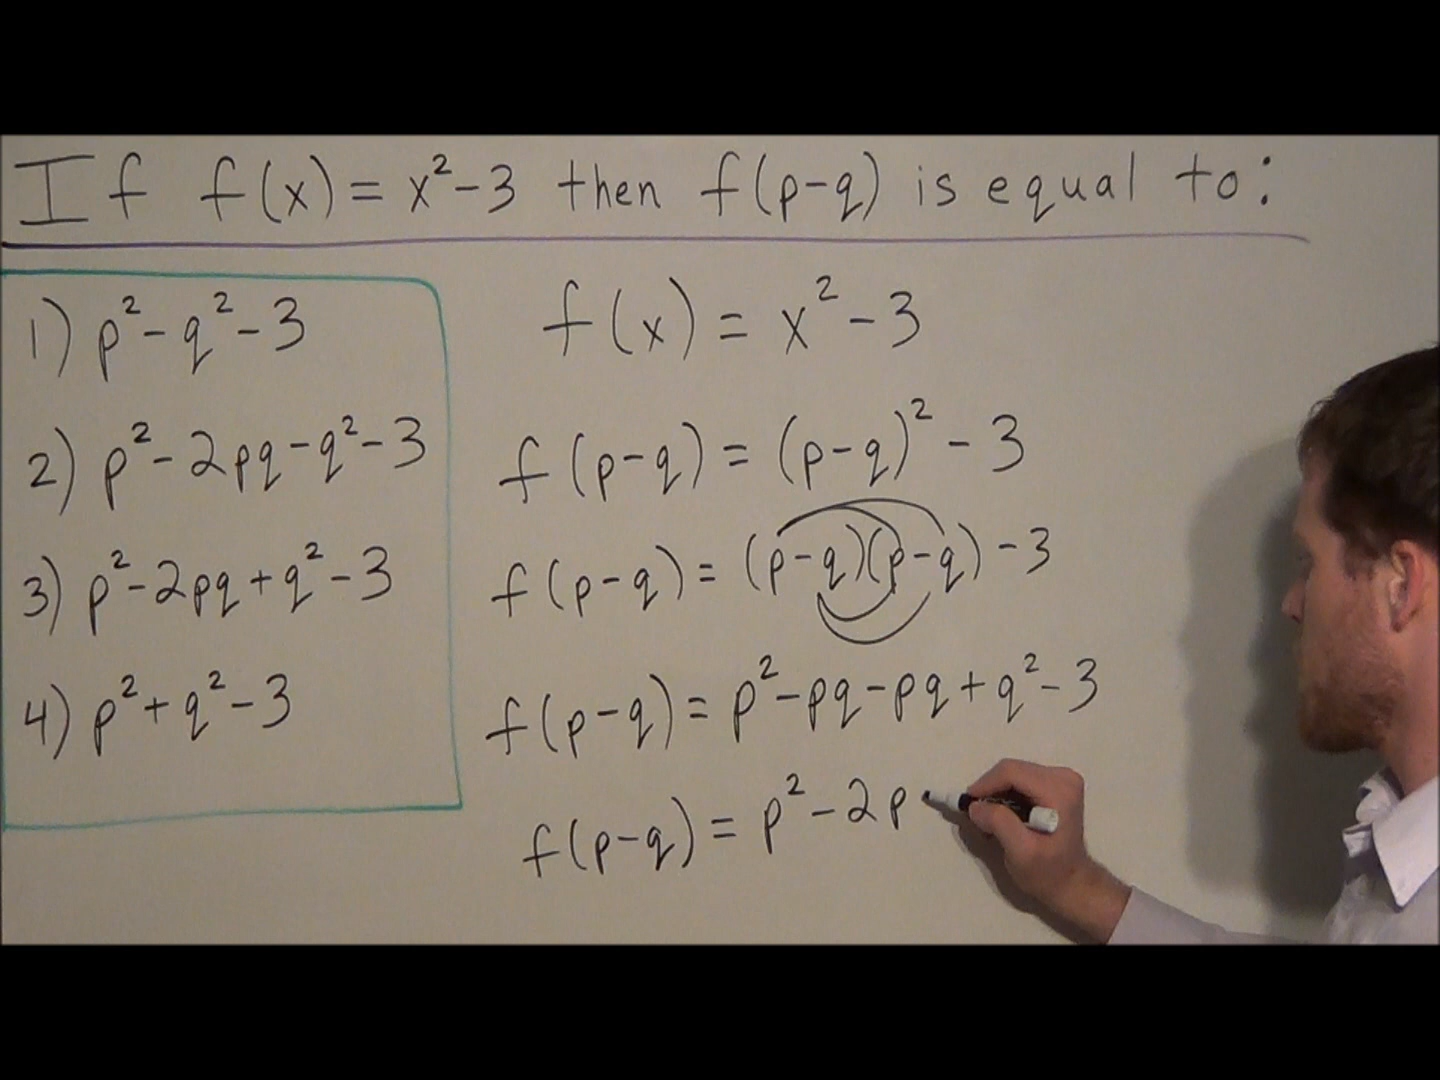 If f(x) = x² - 3 then f(p-q) is equal to:
1) p² - q² - 3
2) p² - 2pq - q² - 3
3) p² - 2pq + q² - 3
4) p² + q² - 3
f(x) = x² - 3
f(p-q) = (p-q)² - 3
f(p-q) = (p-q)(p-q) - 3
f(p-q) = p² - pq - pq + q² - 3
f(p-q) = p² - 2p